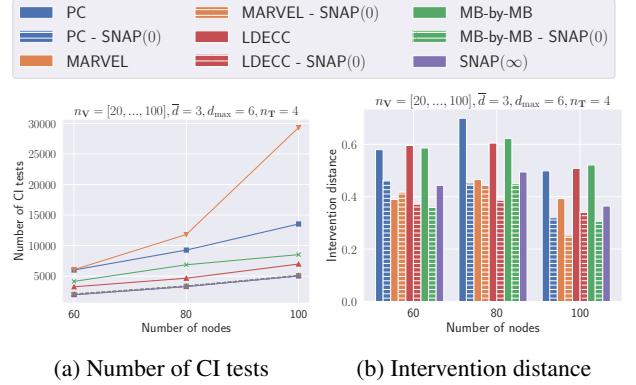 PC
MARVEL - SNAP(0)
MB-by-MB
PC - SNAP(0)
LDECC
MB-by-MB - SNAP(0)
MARVEL
LDECC - SNAP(0)
SNAP(∞)
n_V = [20, ..., 100], d̅ = 3, d_max = 6, n_T = 4
30000
25000
20000
15000
10000
5000
Number of CI tests
60
80
100
Number of nodes
n_V = [20, ..., 100], d̅ = 3, d_max = 6, n_T = 4
0.6
0.4
0.2
0.0
Intervention distance
60
80
100
Number of nodes
(a) Number of CI tests
(b) Intervention distance